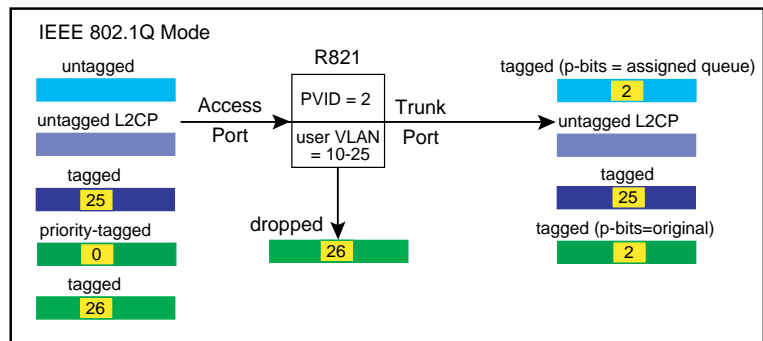 IEEE 802.1Q Mode
untagged
untagged L2CP
tagged
25
priority-tagged
0
tagged
26
Access
Port
R821
PVID = 2
user VLAN
= 10-25
Trunk
Port
dropped
26
tagged (p-bits = assigned queue)
2
untagged L2CP
tagged
25
tagged (p-bits=original)
2